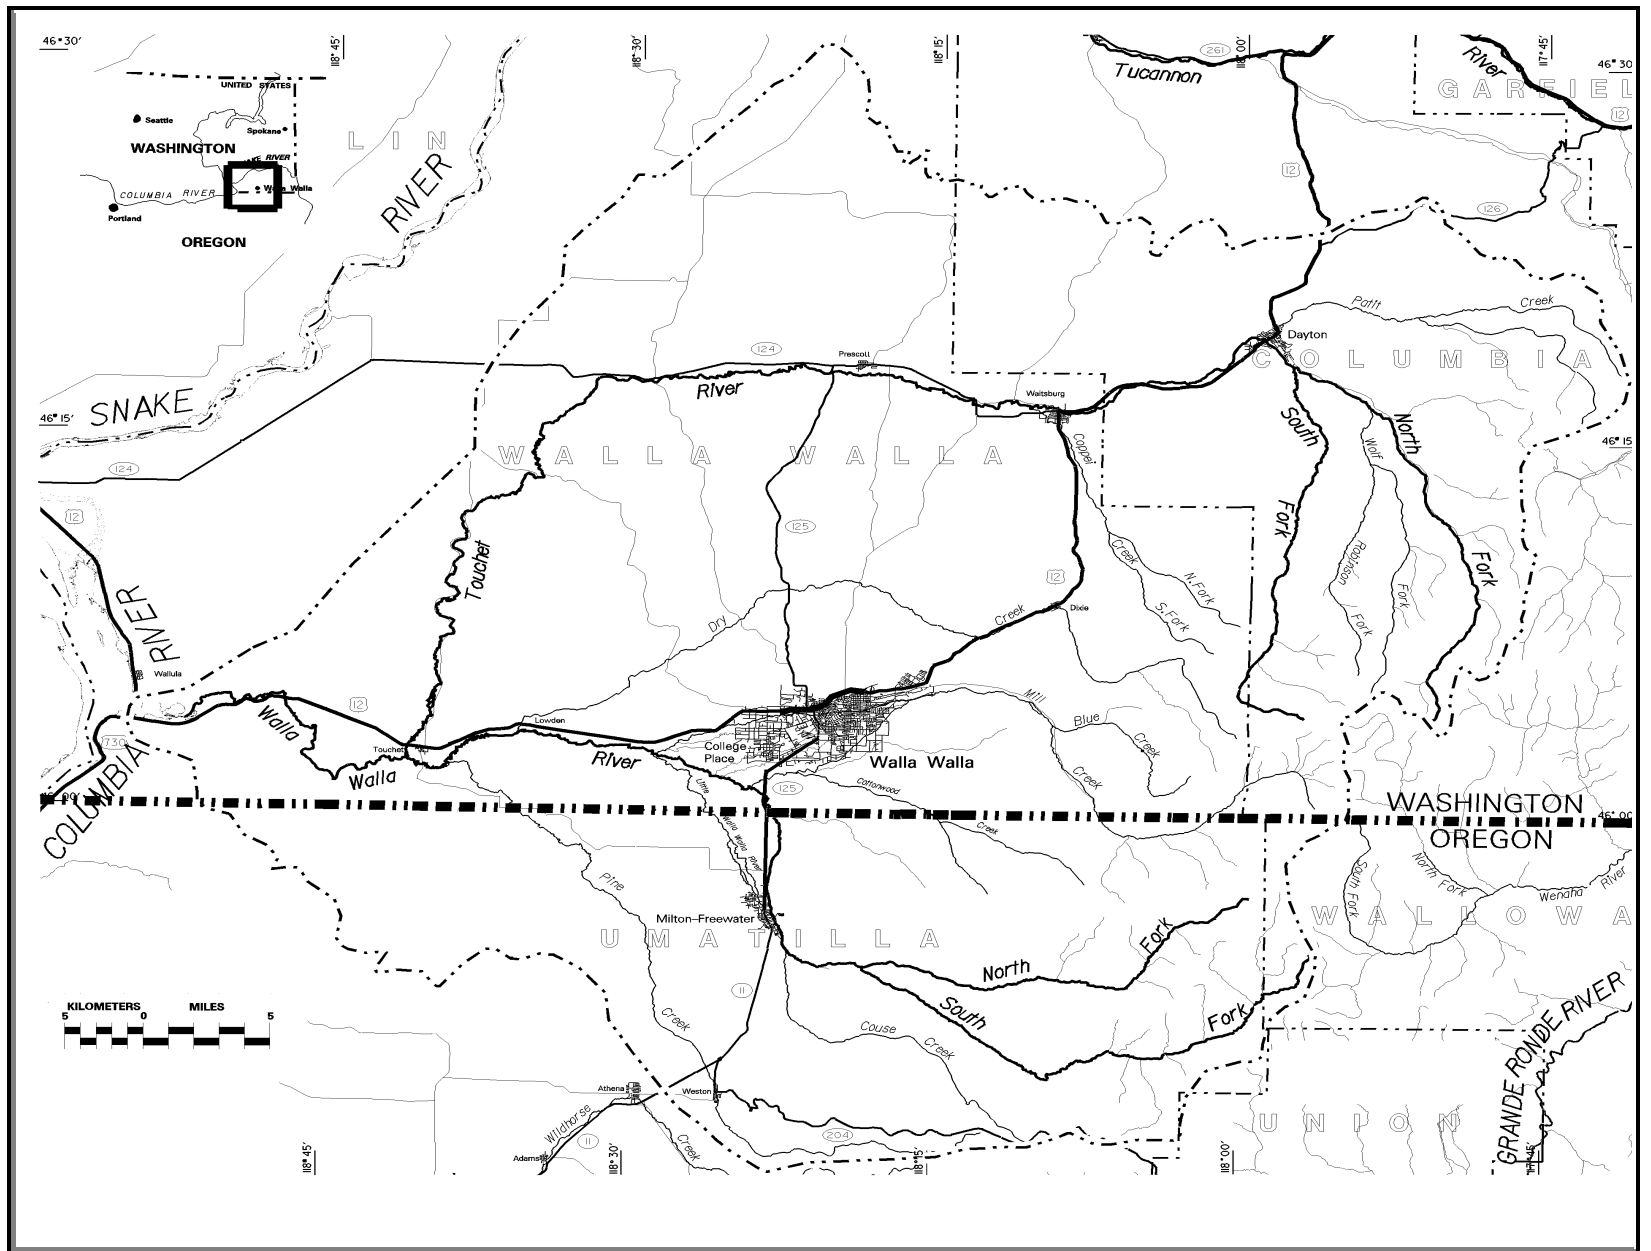 46° 30′
118° 45′
118° 30′
118° 15′
261
118° 00′
117° 45′
46° 30
Tucannon
River
GARFIEL
12
UNITED STATES
Seattle
Spokane
WASHINGTON
RIVER
COLUMBIA RIVER
Walla Walla
Portland
OREGON
LIN
RIVER
12
126
Patit Creek
Dayton
COLUMBIA
124
Prescott
River
Waitsburg
SNAKE
46° 15′
46° 15
124
WALLA WALLA
Coppei
Creek
N. Fork
S. Fork
South
Fork
Wolf
Fork
Robinson
Fork
North
Fork
12
125
Touchet
12
Dry
Creek
Dixie
RIVER
Wallula
12
Mill
Creek
Blue
Creek
Walla
Lowden
730
Touchet
Walla
River
College
Place
Walla Walla
COLUMBIA
00′
Little
Walla Walla River
125
Cottonwood
Creek
WASHINGTON
46° 00
OREGON
Pine
Creek
Milton-Freewater
UMATILLA
North Fork
South Fork
Wenaha River
WALLOWA
North
Fork
11
South
Fork
Couse
Creek
KILOMETERS MILES
5 0 5
GRANDE RONDE RIVER
Athena
Weston
Wildhorse
Creek
11
204
Adams
UNION
118° 45′
118° 30′
118° 15′
118° 00′
117° 45′